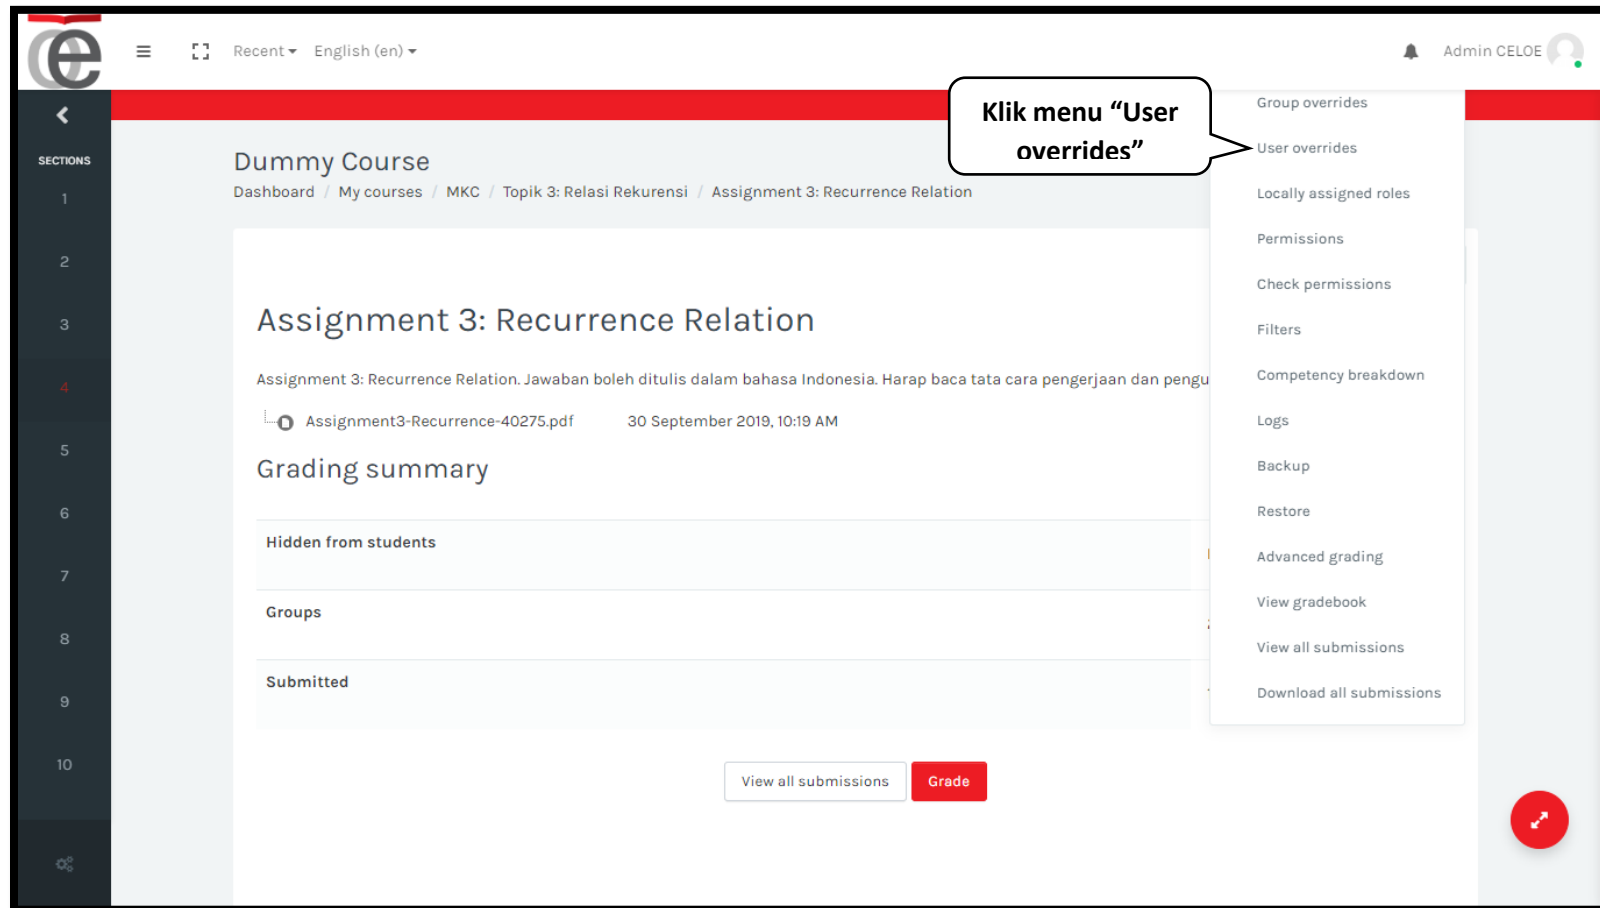 Recent English (en)
Admin CELOE
SECTIONS
1
2
3
4
5
6
7
8
9
10
Klik menu “User
overrides”
Dummy Course
Dashboard / My courses / MKC / Topik 3: Relasi Rekurensi / Assignment 3: Recurrence Relation
Assignment 3: Recurrence Relation
Assignment 3: Recurrence Relation. Jawaban boleh ditulis dalam bahasa Indonesia. Harap baca tata cara pengerjaan dan pengu
Assignment3-Recurrence-40275.pdf 30 September 2019, 10:19 AM
Grading summary
Hidden from students
Groups
Submitted
View all submissions Grade
Group overrides
User overrides
Locally assigned roles
Permissions
Check permissions
Filters
Competency breakdown
Logs
Backup
Restore
Advanced grading
View gradebook
View all submissions
Download all submissions